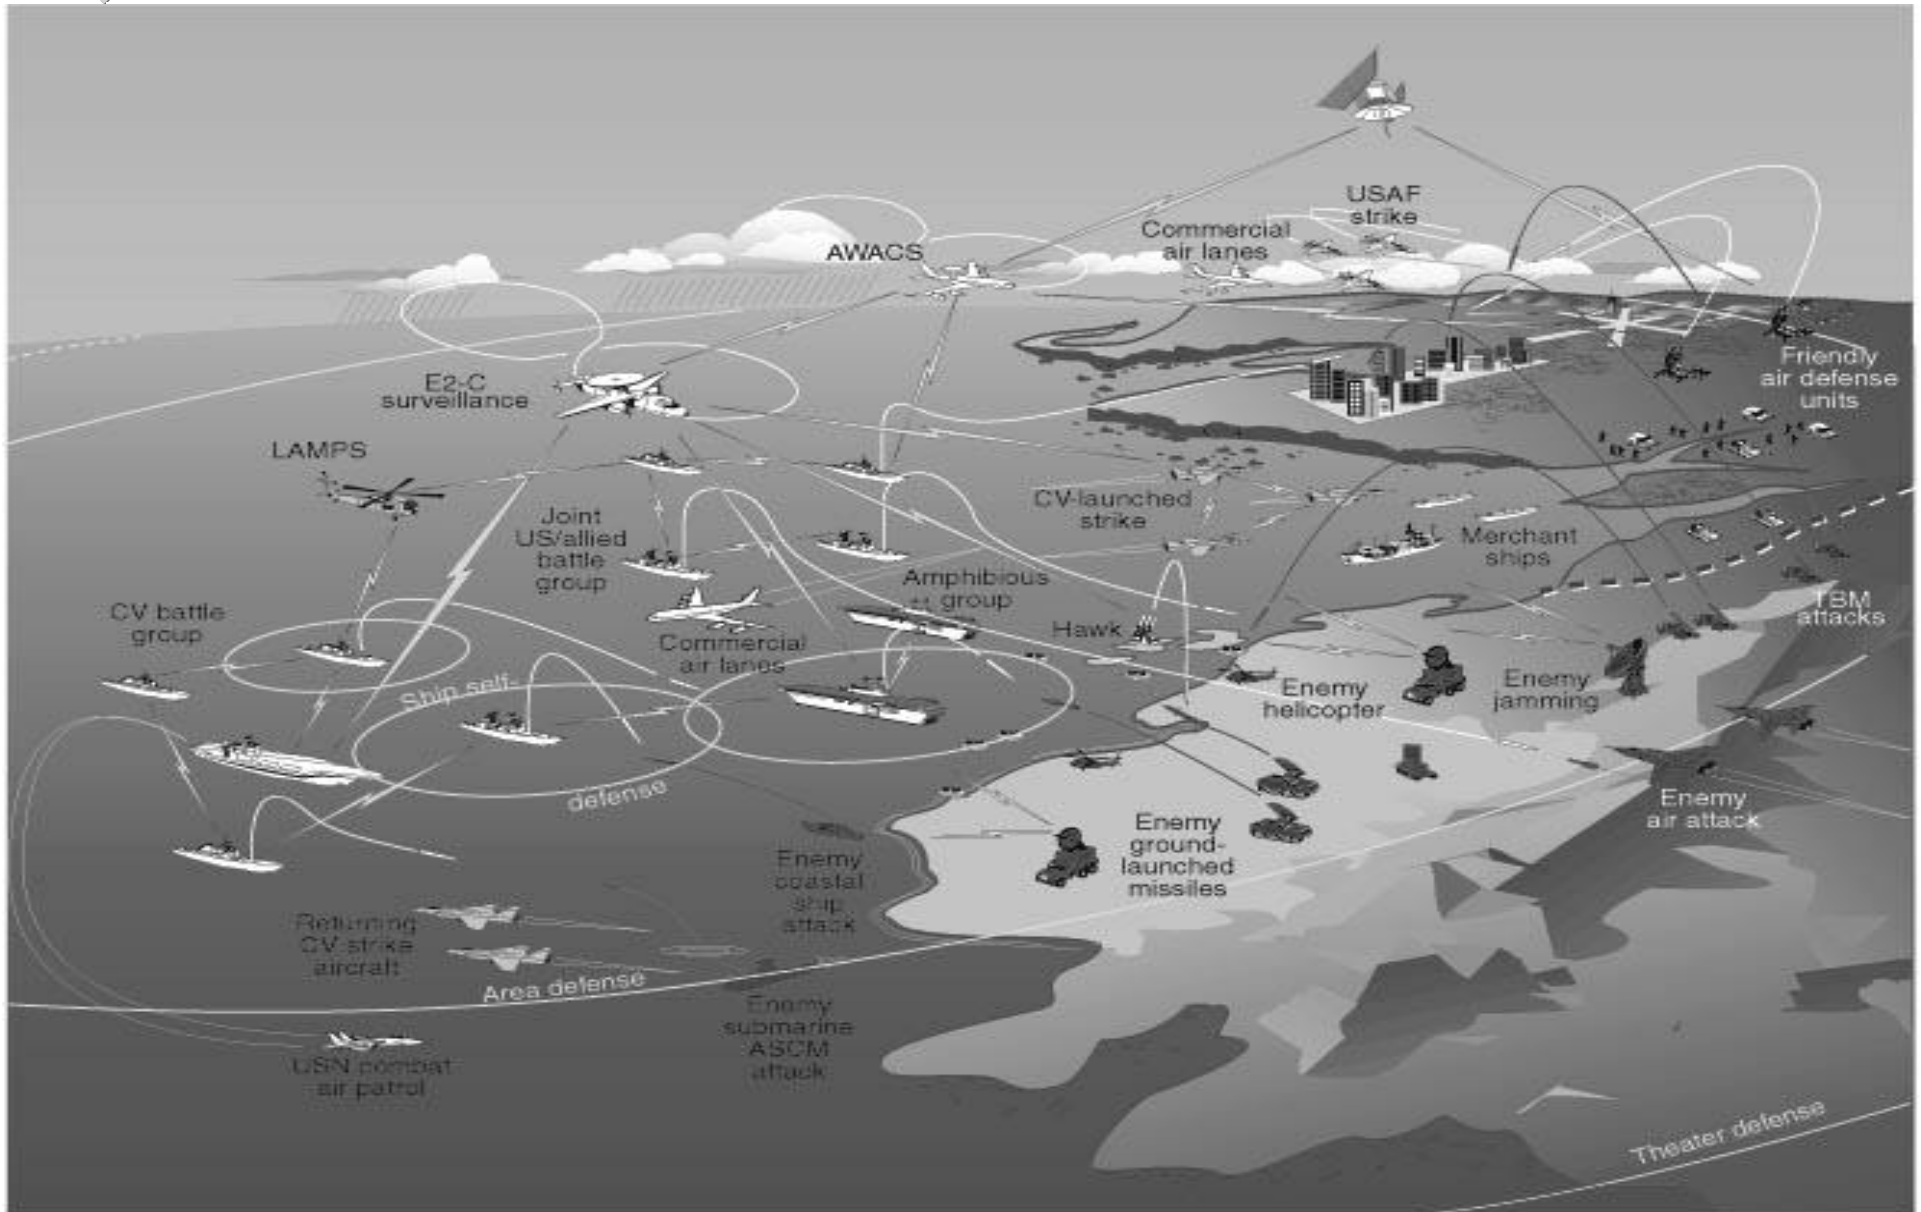 USAF
strike
Commercial
air lanes
AWACS
E2-C
surveillance
Friendly
air defense
units
LAMPS
CV-launched
strike
Joint
US/allied
battle
group
Merchant
ships
Amphibious
group
CV battle
group
Commercial
air lanes
Hawk
TBM
attacks
Ship self-
defense
Enemy
helicopter
Enemy
jamming
Enemy
air attack
Enemy
ground-
launched
missiles
Enemy
coastal
ship
attack
Returning
CV strike
aircraft
Area defense
Enemy
submarine
ASCM
attack
USN combat
air patrol
Theater defense